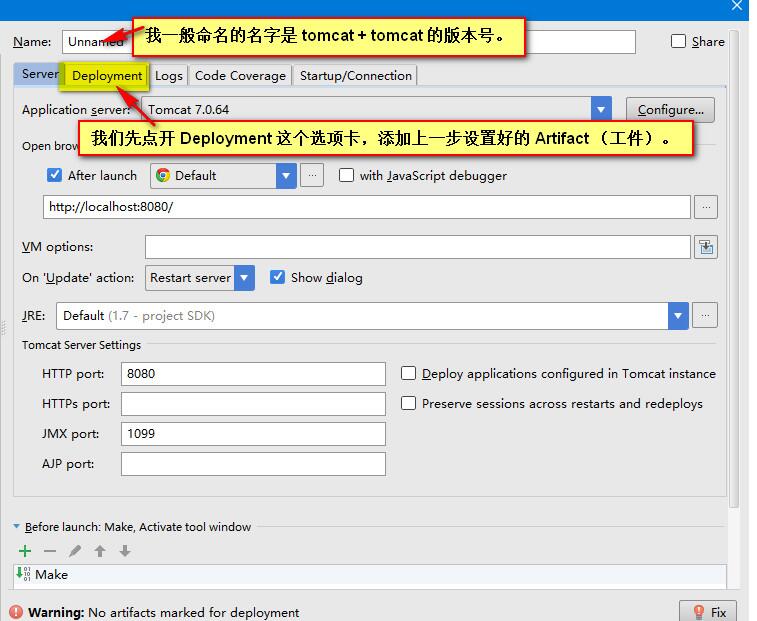 Name: Unnamed
我一般命名的名字是 tomcat + tomcat 的版本号。
Share
Server Deployment Logs Code Coverage Startup/Connection
Application server: Tomcat 7.0.64 Configure...
我们先点开 Deployment 这个选项卡，添加上一步设置好的 Artifact （工件）。
Open brow
After launch Default ... with JavaScript debugger
http://localhost:8080/ ...
VM options:
On 'Update' action: Restart server Show dialog
JRE: Default (1.7 - project SDK) ...
Tomcat Server Settings
HTTP port: 8080 Deploy applications configured in Tomcat instance
HTTPs port: Preserve sessions across restarts and redeploys
JMX port: 1099
AJP port:
Before launch: Make, Activate tool window
Make
Warning: No artifacts marked for deployment Fix